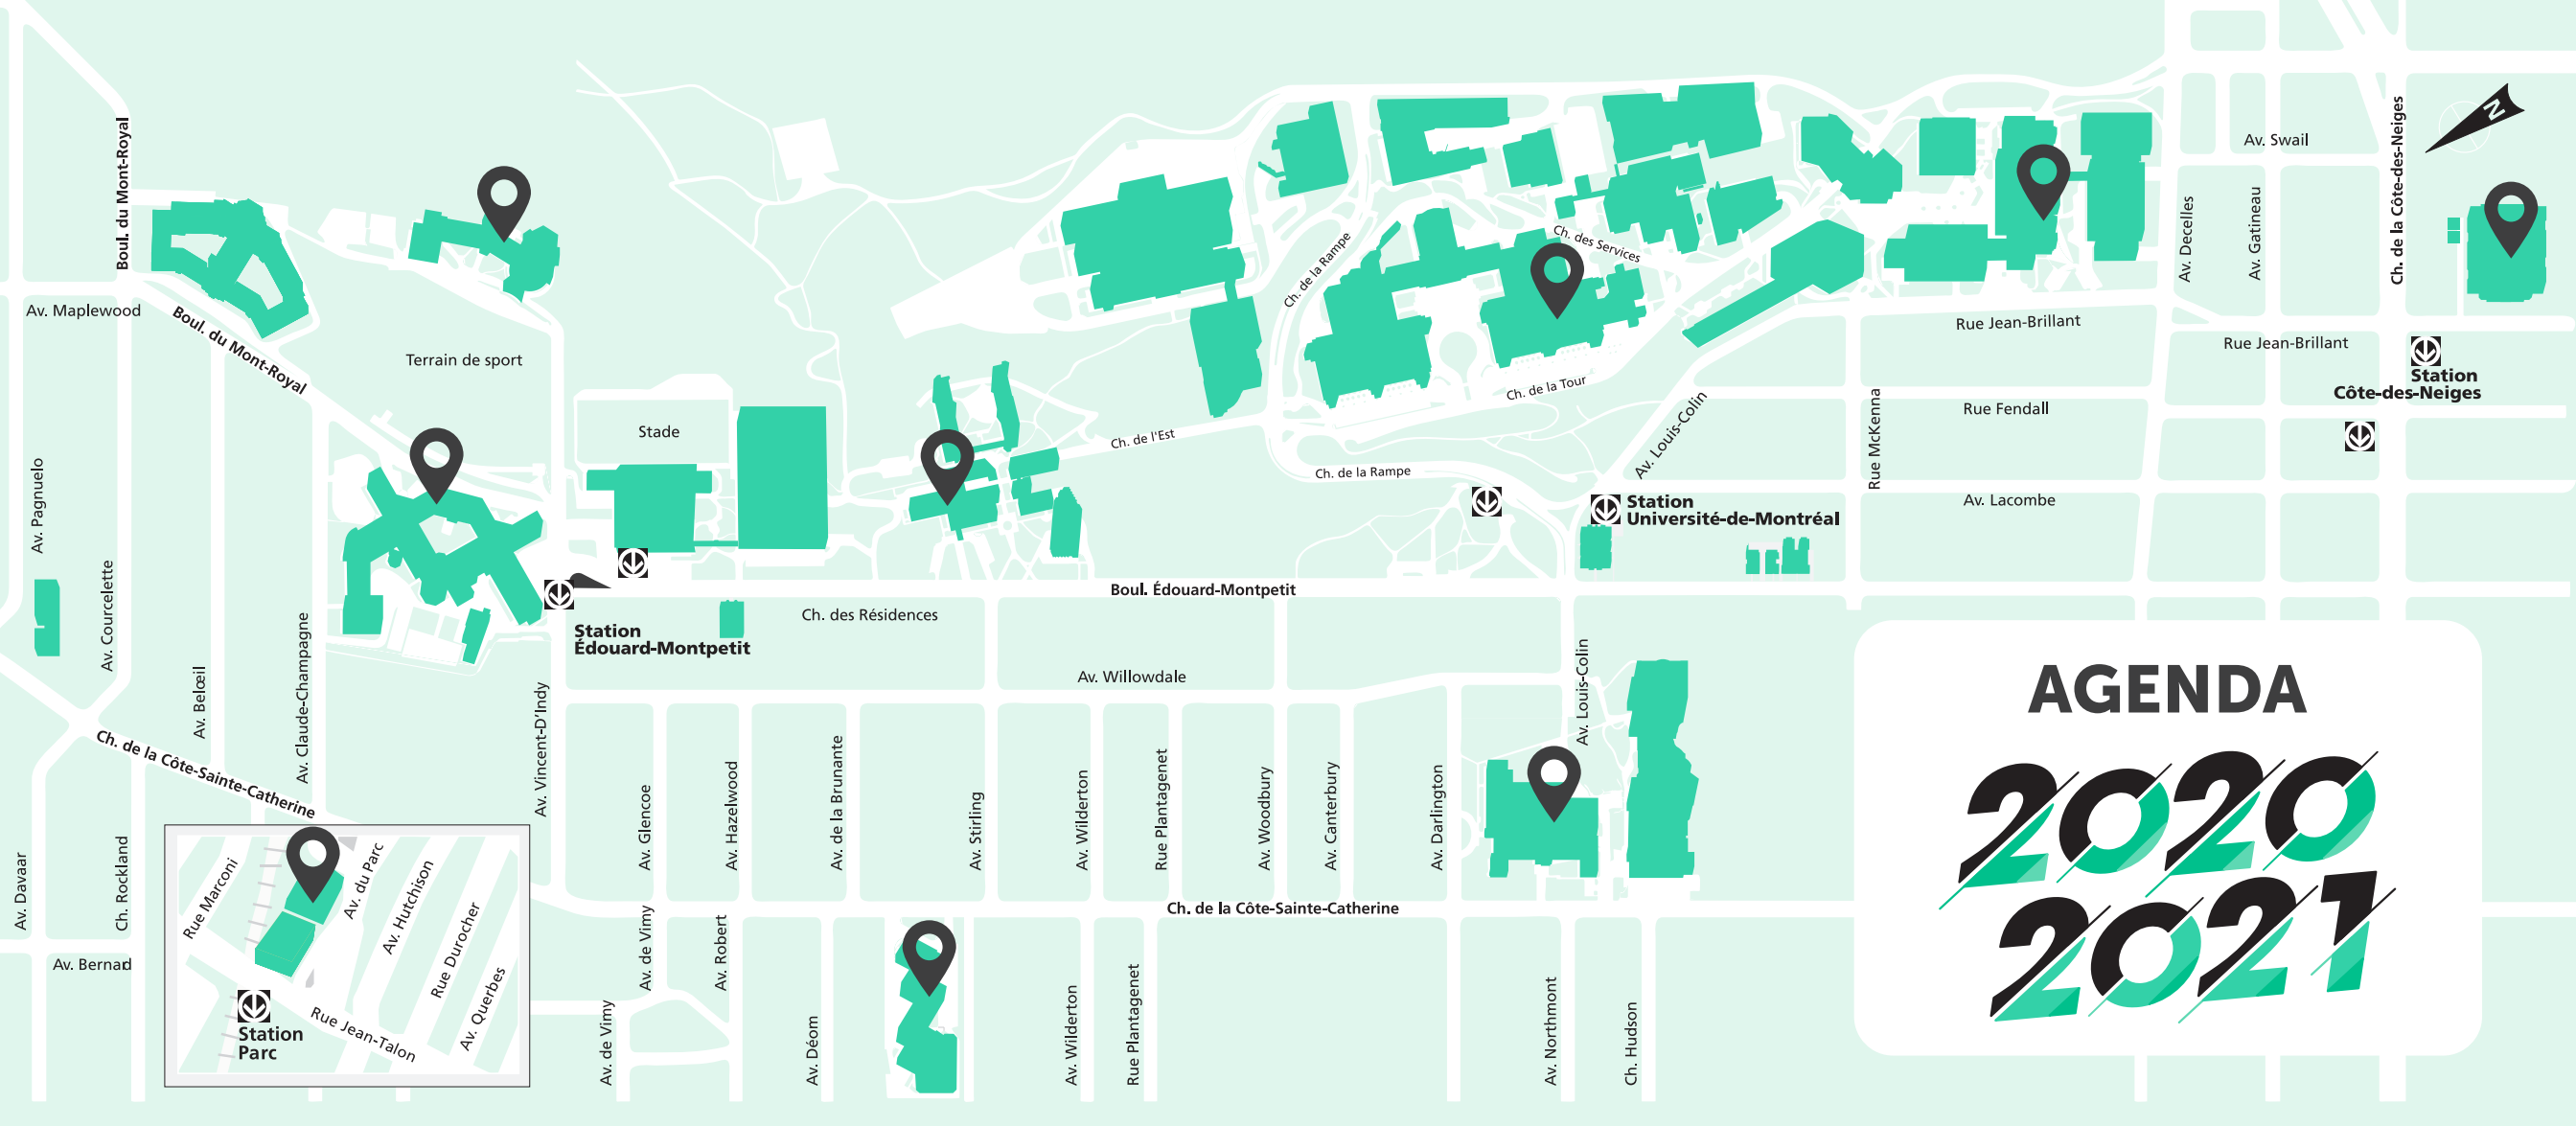 Boul. du Mont-Royal
Av. Maplewood
Boul. du Mont-Royal
Terrain de sport
Stade
Av. Pagnuelo
Av. Courcelette
Av. Belœil
Av. Claude-Champagne
Av. Vincent-D'Indy
Ch. de la Côte-Sainte-Catherine
Av. Davaar
Ch. Rockland
Av. Bernard
Rue Marconi
Av. du Parc
Av. Hutchison
Rue Durocher
Av. Querbes
Rue Jean-Talon
Station
Parc
Station
Édouard-Montpetit
Ch. des Résidences
Boul. Édouard-Montpetit
Av. Willowdale
Av. Glencoe
Av. Hazelwood
Av. de la Brunante
Av. Stirling
Av. Wilderton
Rue Plantagenet
Av. Woodbury
Av. Canterbury
Av. Darlington
Av. Louis-Colin
Ch. de la Côte-Sainte-Catherine
Av. de Vimy
Av. Robert
Av. de Vimy
Av. Déom
Av. Wilderton
Rue Plantagenet
Av. Northmont
Ch. Hudson
Ch. de l'Est
Ch. de la Rampe
Ch. de la Rampe
Ch. des Services
Ch. de la Tour
Av. Louis-Colin
Station
Université-de-Montréal
Rue McKenna
Rue Jean-Brillant
Rue Fendall
Av. Lacombe
Av. Decelles
Av. Gatineau
Av. Swail
Ch. de la Côte-des-Neiges
N
Rue Jean-Brillant
Station
Côte-des-Neiges
AGENDA
2020
2021